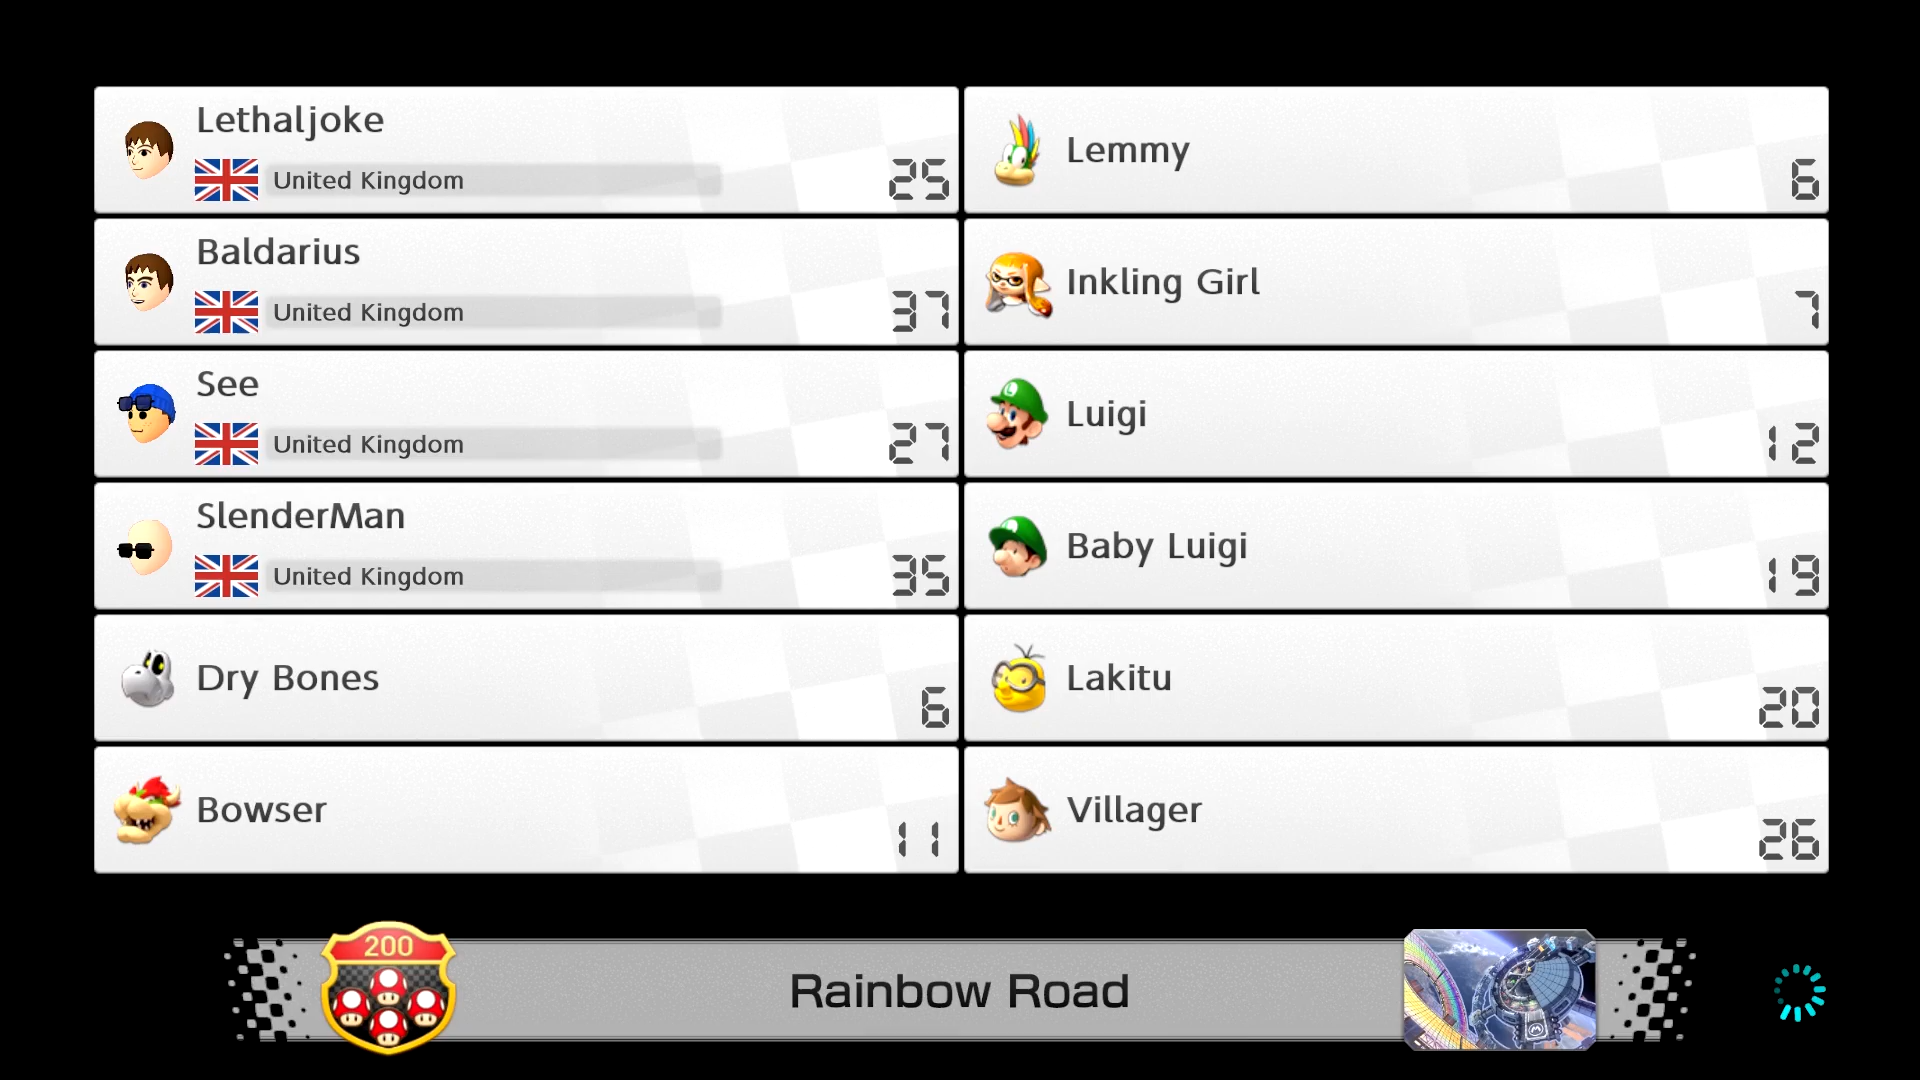 Lethaljoke
United Kingdom
25
Baldarius
United Kingdom
37
See
United Kingdom
27
SlenderMan
United Kingdom
35
Dry Bones
6
Bowser
11
Lemmy
6
Inkling Girl
7
Luigi
12
Baby Luigi
19
Lakitu
20
Villager
26
200
Rainbow Road